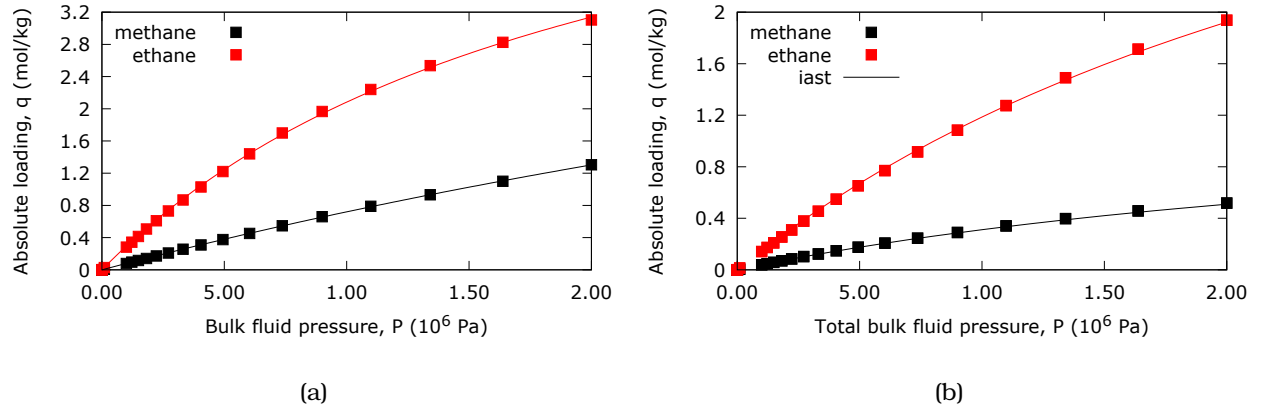 3.2
2.8
2.4
2
1.6
1.2
0.8
0.4
0
Absolute loading, q (mol/kg)
methane
ethane
0.00 5.00 1.00 1.50 2.00
Bulk fluid pressure, P (10⁶ Pa)
(a)
2
1.6
1.2
0.8
0.4
0
Absolute loading, q (mol/kg)
methane
ethane
iast
0.00 5.00 1.00 1.50 2.00
Total bulk fluid pressure, P (10⁶ Pa)
(b)